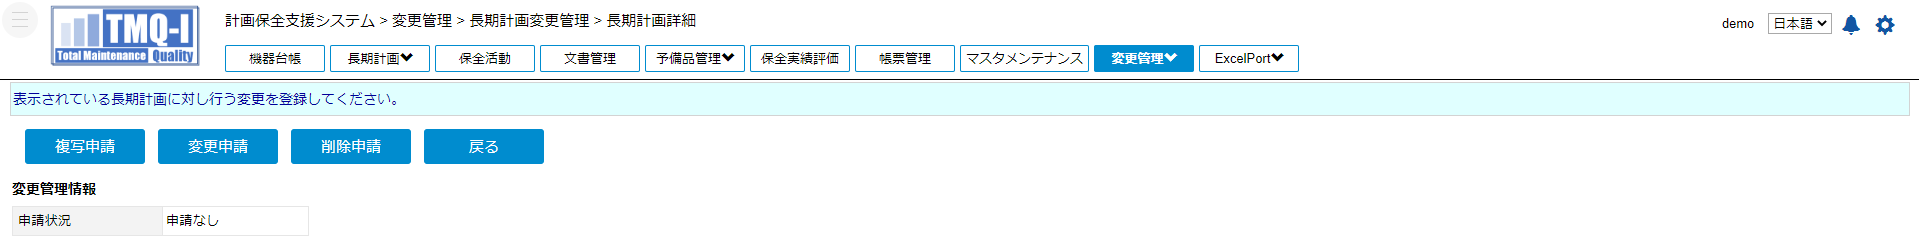 TMQ-I
Total Maintenance Quality
計画保全支援システム > 変更管理 > 長期計画変更管理 > 長期計画詳細
demo 日本語
機器台帳 長期計画 保全活動 文書管理 予備品管理 保全実績評価 帳票管理 マスタメンテナンス 変更管理 ExcelPort
表示されている長期計画に対し行う変更を登録してください。
複写申請 変更申請 削除申請 戻る
変更管理情報
申請状況 申請なし